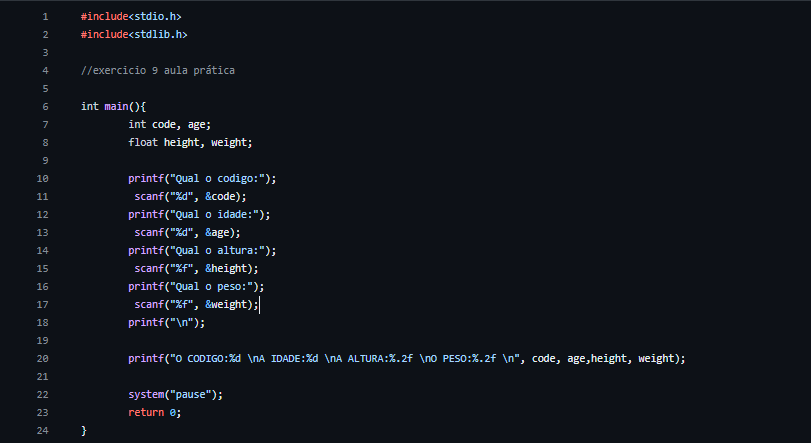 1 #include<stdio.h>
2 #include<stdlib.h>
3
4 //exercicio 9 aula prática
5
6 int main(){
7 int code, age;
8 float height, weight;
9
10 printf("Qual o codigo:");
11 scanf("%d", &code);
12 printf("Qual o idade:");
13 scanf("%d", &age);
14 printf("Qual o altura:");
15 scanf("%f", &height);
16 printf("Qual o peso:");
17 scanf("%f", &weight);
18 printf("\n");
19
20 printf("O CODIGO:%d \nA IDADE:%d \nA ALTURA:%.2f \nO PESO:%.2f \n", code, age,height, weight);
21
22 system("pause");
23 return 0;
24 }